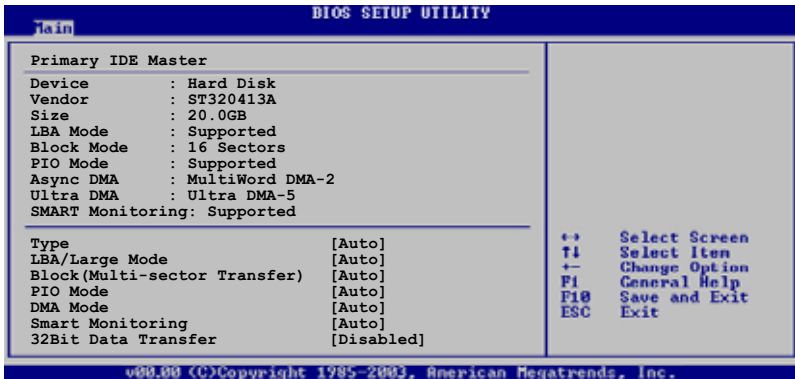 BIOS SETUP UTILITY
Main
Primary IDE Master
Device : Hard Disk
Vendor : ST320413A
Size : 20.0GB
LBA Mode : Supported
Block Mode : 16 Sectors
PIO Mode : Supported
Async DMA : MultiWord DMA-2
Ultra DMA : Ultra DMA-5
SMART Monitoring: Supported
Type [Auto]
LBA/Large Mode [Auto]
Block(Multi-sector Transfer) [Auto]
PIO Mode [Auto]
DMA Mode [Auto]
Smart Monitoring [Auto]
32Bit Data Transfer [Disabled]
↔ Select Screen
↑↓ Select Item
+- Change Option
F1 General Help
F10 Save and Exit
ESC Exit
v00.00 (C)Copyright 1985-2003, American Megatrends, Inc.